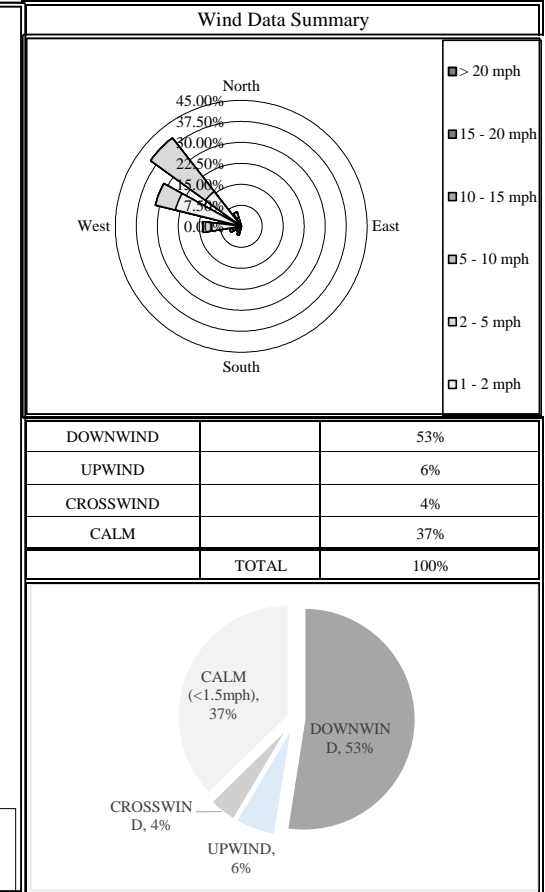 Wind Data Summary
North
45.00%
37.50%
30.00%
22.50%
15.00%
7.50%
0.00%
West
East
South
> 20 mph
15 - 20 mph
10 - 15 mph
5 - 10 mph
2 - 5 mph
1 - 2 mph
DOWNWIND 53%
UPWIND 6%
CROSSWIND 4%
CALM 37%
TOTAL 100%
CALM
(<1.5mph),
37%
DOWNWIN
D, 53%
CROSSWIN
D, 4%
UPWIND,
6%